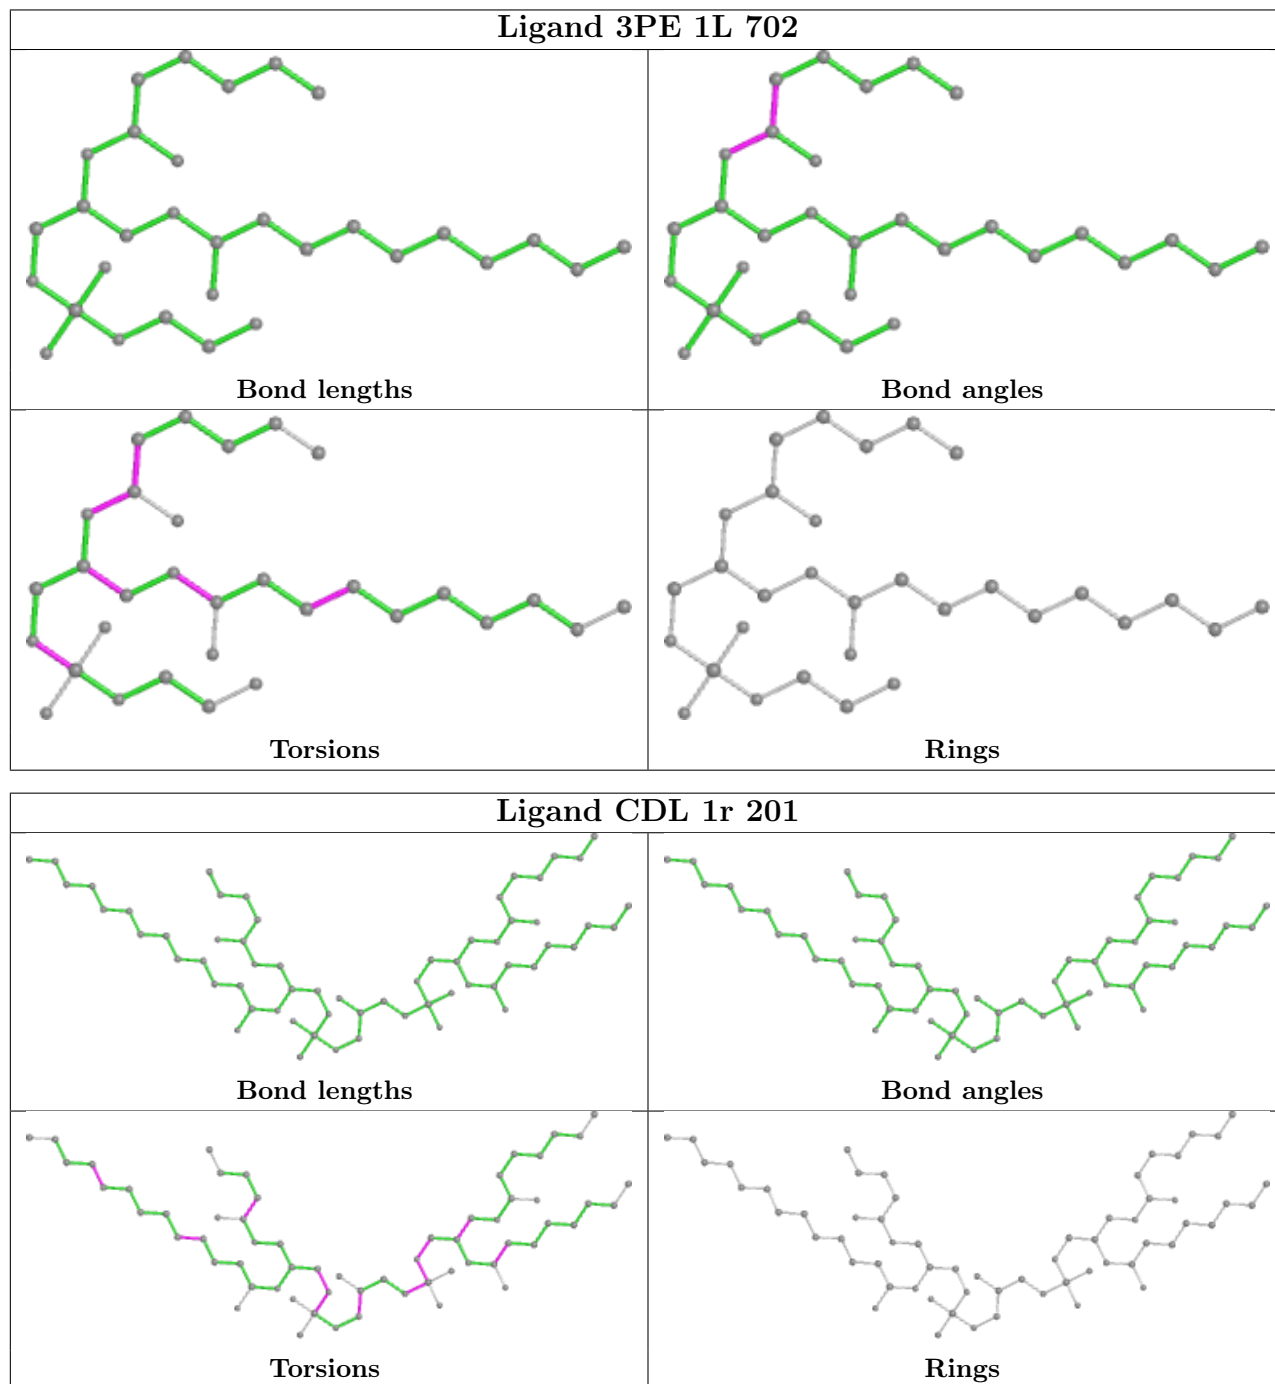 Ligand 3PE 1L 702
Bond lengths
Bond angles
Torsions
Rings
Ligand CDL 1r 201
Bond lengths
Bond angles
Torsions
Rings